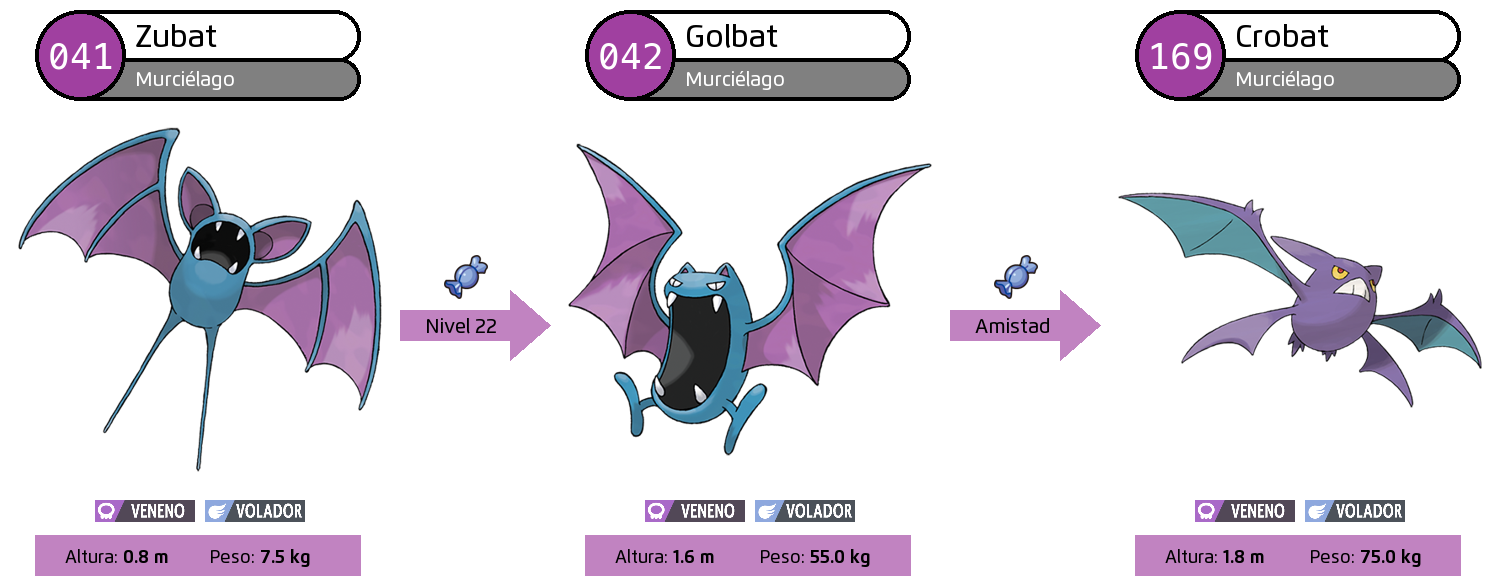 041
Zubat
Murciélago
042
Golbat
Murciélago
169
Crobat
Murciélago
Nivel 22
Amistad
VENENO VOLADOR
Altura: 0.8 m Peso: 7.5 kg
VENENO VOLADOR
Altura: 1.6 m Peso: 55.0 kg
VENENO VOLADOR
Altura: 1.8 m Peso: 75.0 kg